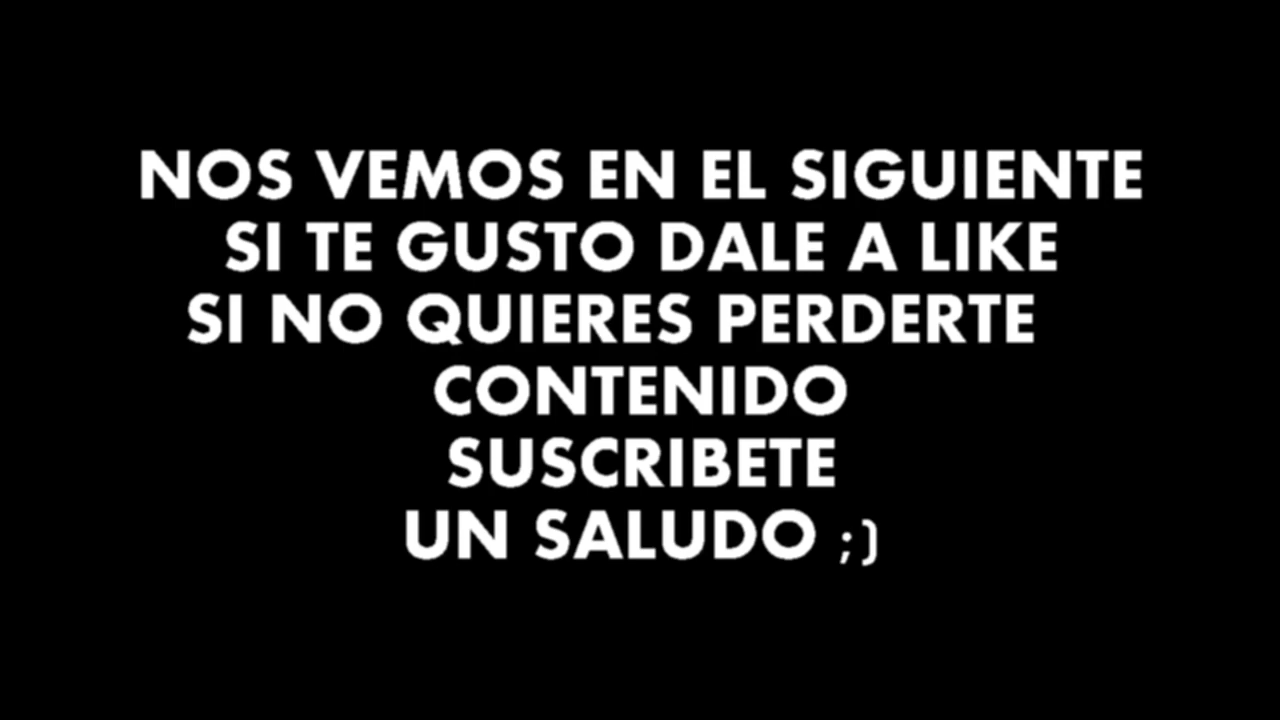 NOS VEMOS EN EL SIGUIENTE
SI TE GUSTO DALE A LIKE
SI NO QUIERES PERDERTE
CONTENIDO
SUSCRIBETE
UN SALUDO ;)